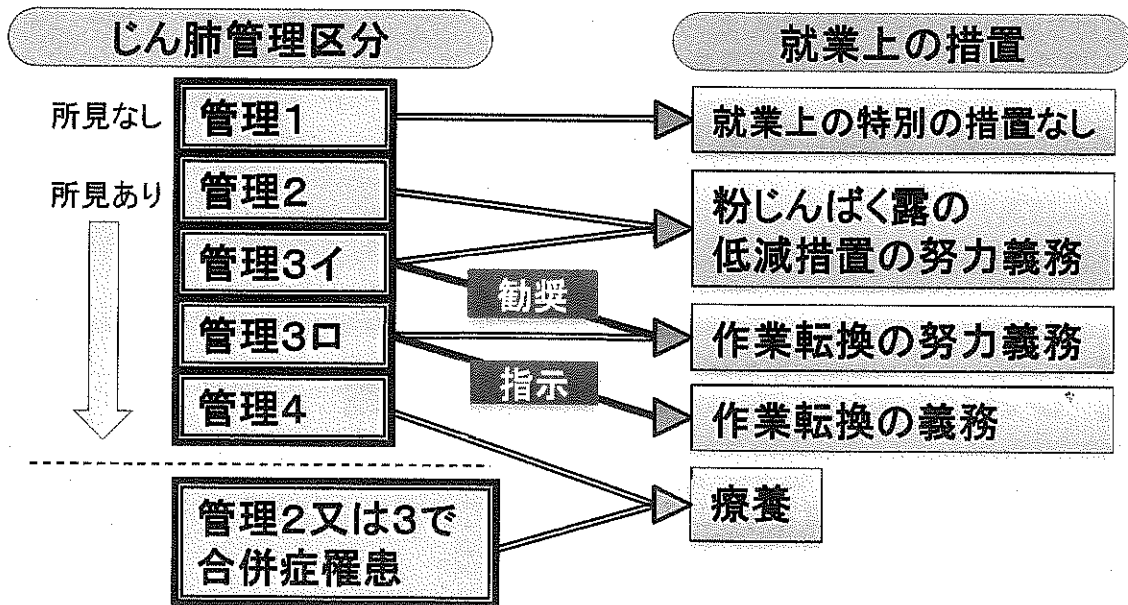 じん肺管理区分
就業上の措置
所見なし
管理1
就業上の特別の措置なし
所見あり
管理2
粉じんばく露の
低減措置の努力義務
管理3イ
勧奨
管理3ロ
作業転換の努力義務
指示
管理4
作業転換の義務
療養
管理2又は3で
合併症罹患